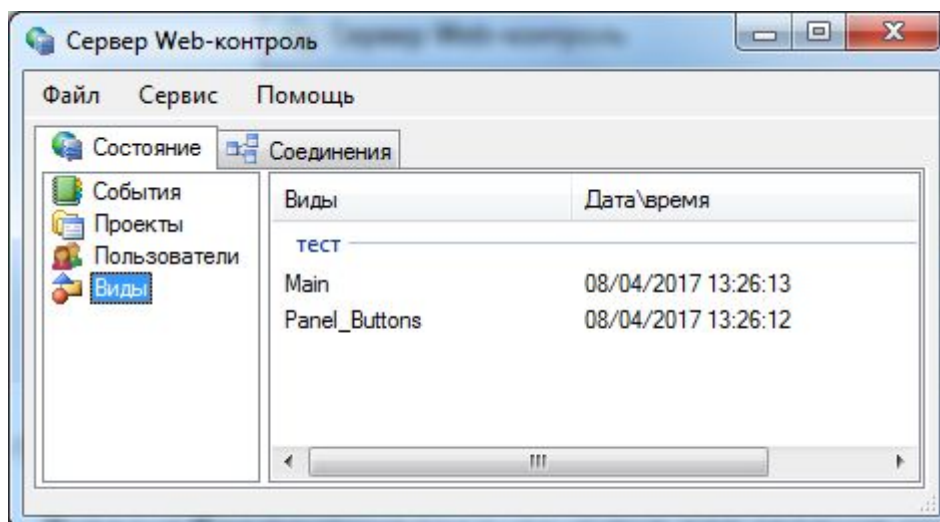 Сервер Web-контроль
Файл Сервис Помощь
Состояние Соединения
События
Проекты
Пользователи
Виды
Виды Дата\время
тест
Main 08/04/2017 13:26:13
Panel_Buttons 08/04/2017 13:26:12